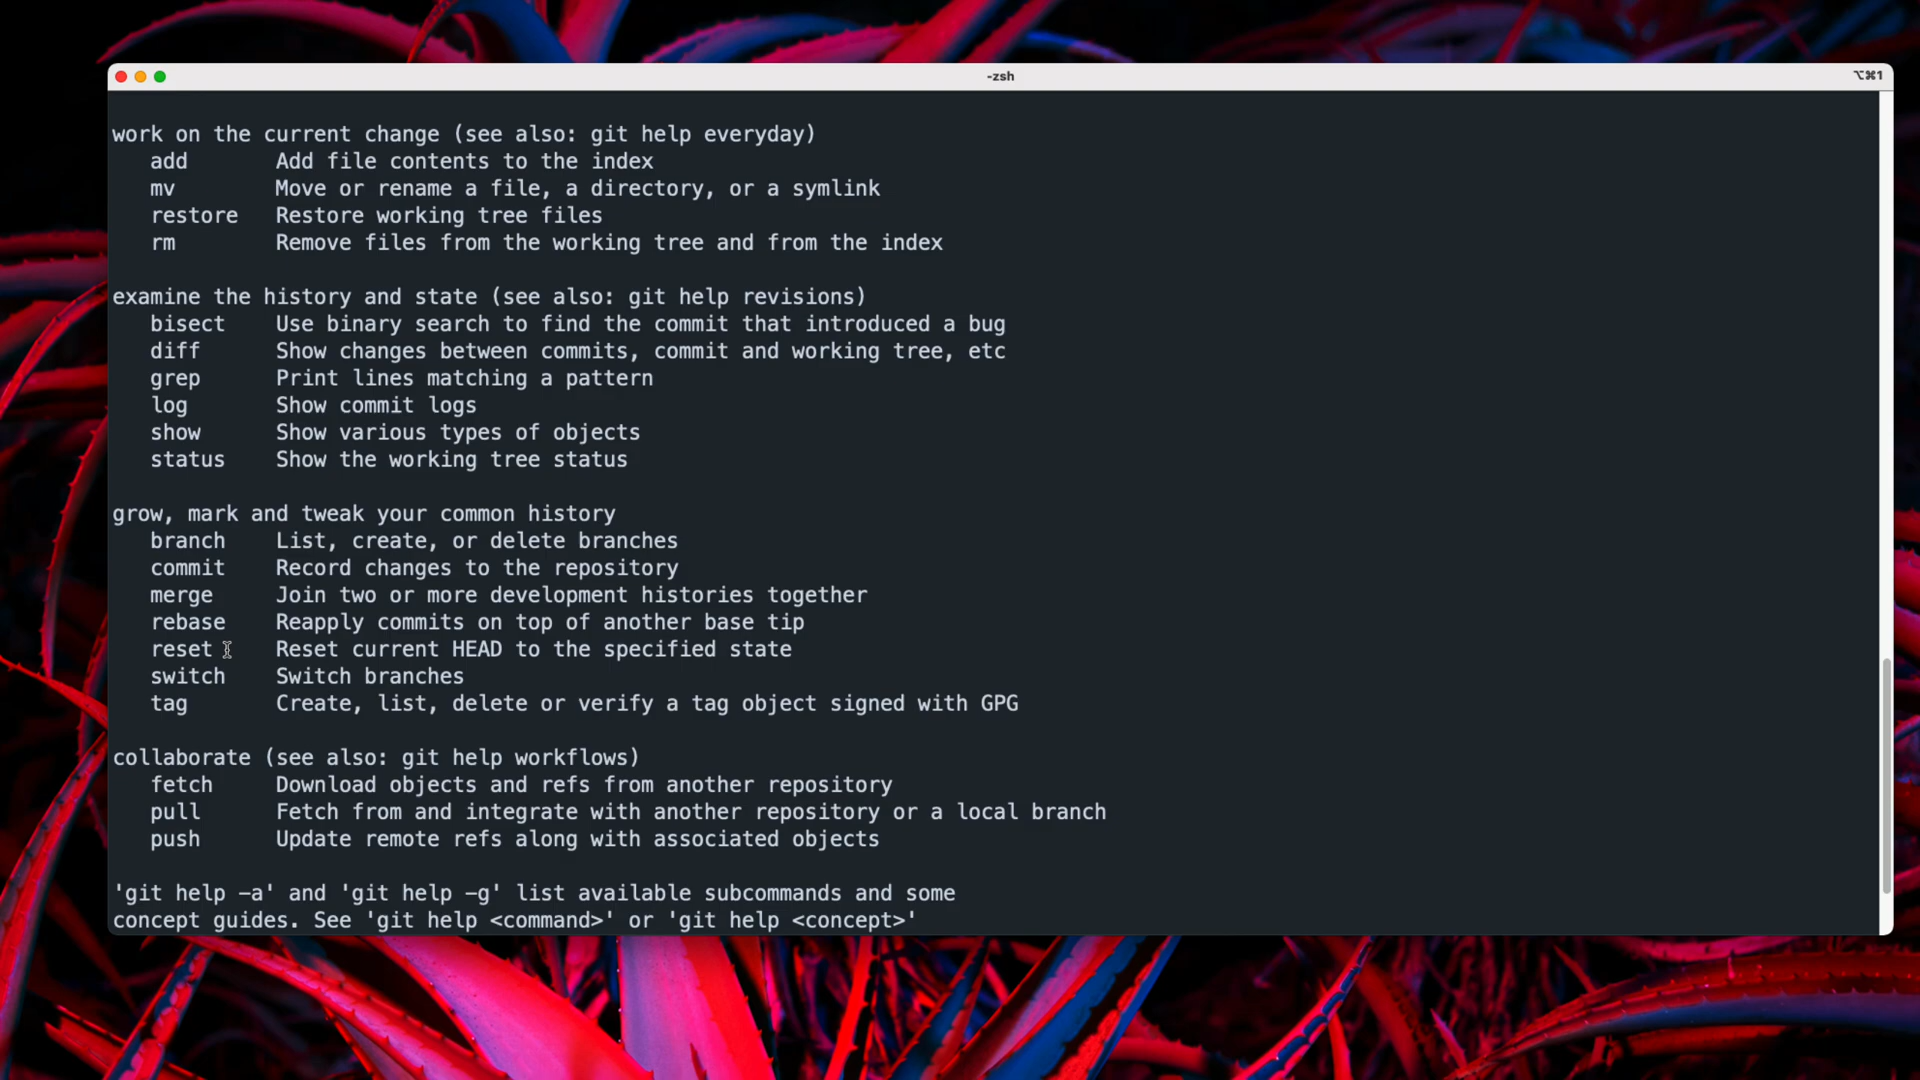 -zsh
⌥⌘1
work on the current change (see also: git help everyday)
add Add file contents to the index
mv Move or rename a file, a directory, or a symlink
restore Restore working tree files
rm Remove files from the working tree and from the index
examine the history and state (see also: git help revisions)
bisect Use binary search to find the commit that introduced a bug
diff Show changes between commits, commit and working tree, etc
grep Print lines matching a pattern
log Show commit logs
show Show various types of objects
status Show the working tree status
grow, mark and tweak your common history
branch List, create, or delete branches
commit Record changes to the repository
merge Join two or more development histories together
rebase Reapply commits on top of another base tip
reset Reset current HEAD to the specified state
switch Switch branches
tag Create, list, delete or verify a tag object signed with GPG
collaborate (see also: git help workflows)
fetch Download objects and refs from another repository
pull Fetch from and integrate with another repository or a local branch
push Update remote refs along with associated objects
'git help -a' and 'git help -g' list available subcommands and some
concept guides. See 'git help <command>' or 'git help <concept>'